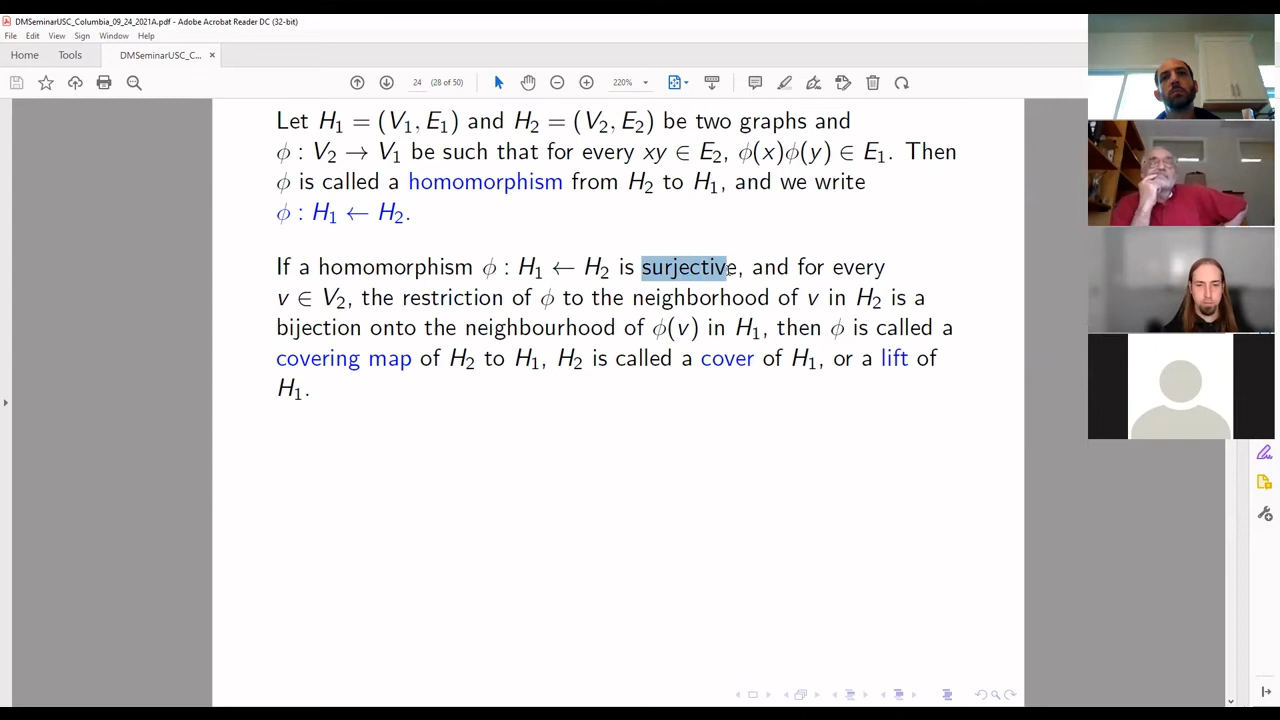 DMSeminarUSC_Columbia_09_24_2021A.pdf - Adobe Acrobat Reader DC (32-bit)
File Edit View Sign Window Help
Home Tools DMSeminarUSC_C... ×
24 (28 of 50) 220%
Let H₁ = (V₁, E₁) and H₂ = (V₂, E₂) be two graphs and
ϕ : V₂ → V₁ be such that for every xy ∈ E₂, ϕ(x)ϕ(y) ∈ E₁. Then
ϕ is called a homomorphism from H₂ to H₁, and we write
ϕ : H₁ ← H₂.
If a homomorphism ϕ : H₁ ← H₂ is surjective, and for every
v ∈ V₂, the restriction of ϕ to the neighborhood of v in H₂ is a
bijection onto the neighbourhood of ϕ(v) in H₁, then ϕ is called a
covering map of H₂ to H₁, H₂ is called a cover of H₁, or a lift of
H₁.